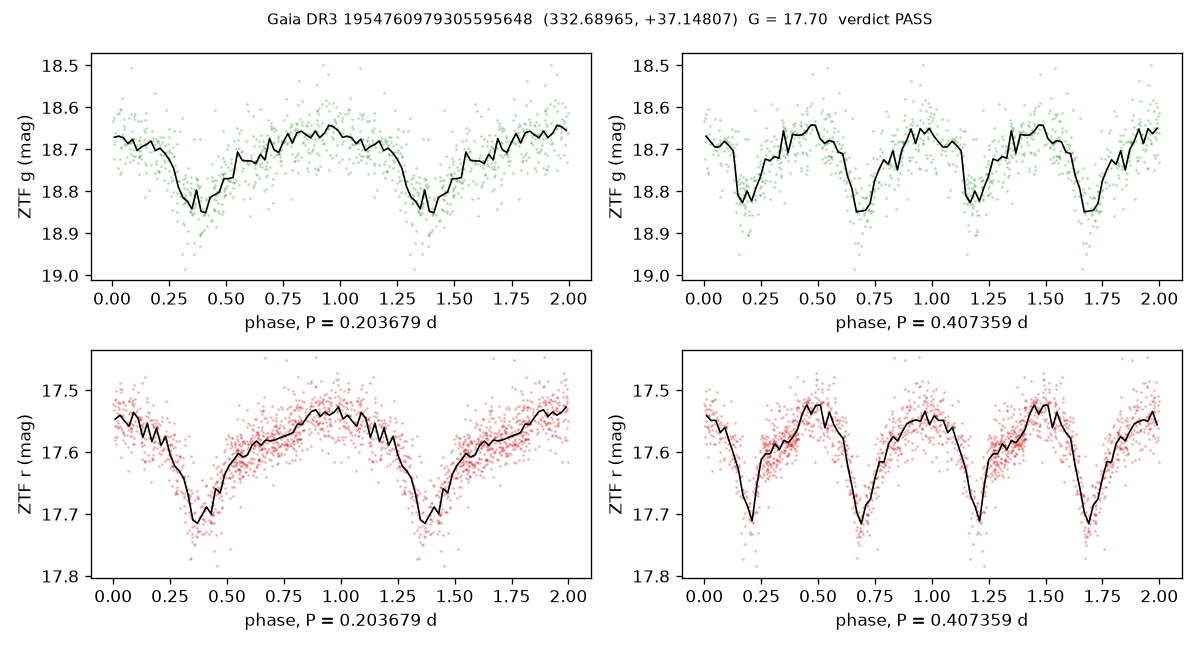 Gaia DR3 1954760979305595648  (332.68965, +37.14807)  G = 17.70  verdict PASS
ZTF g (mag)
18.5
18.6
18.7
18.8
18.9
19.0
0.00 0.25 0.50 0.75 1.00 1.25 1.50 1.75 2.00
phase, P = 0.203679 d
ZTF g (mag)
18.5
18.6
18.7
18.8
18.9
19.0
0.00 0.25 0.50 0.75 1.00 1.25 1.50 1.75 2.00
phase, P = 0.407359 d
ZTF r (mag)
17.5
17.6
17.7
17.8
0.00 0.25 0.50 0.75 1.00 1.25 1.50 1.75 2.00
phase, P = 0.203679 d
ZTF r (mag)
17.5
17.6
17.7
17.8
0.00 0.25 0.50 0.75 1.00 1.25 1.50 1.75 2.00
phase, P = 0.407359 d